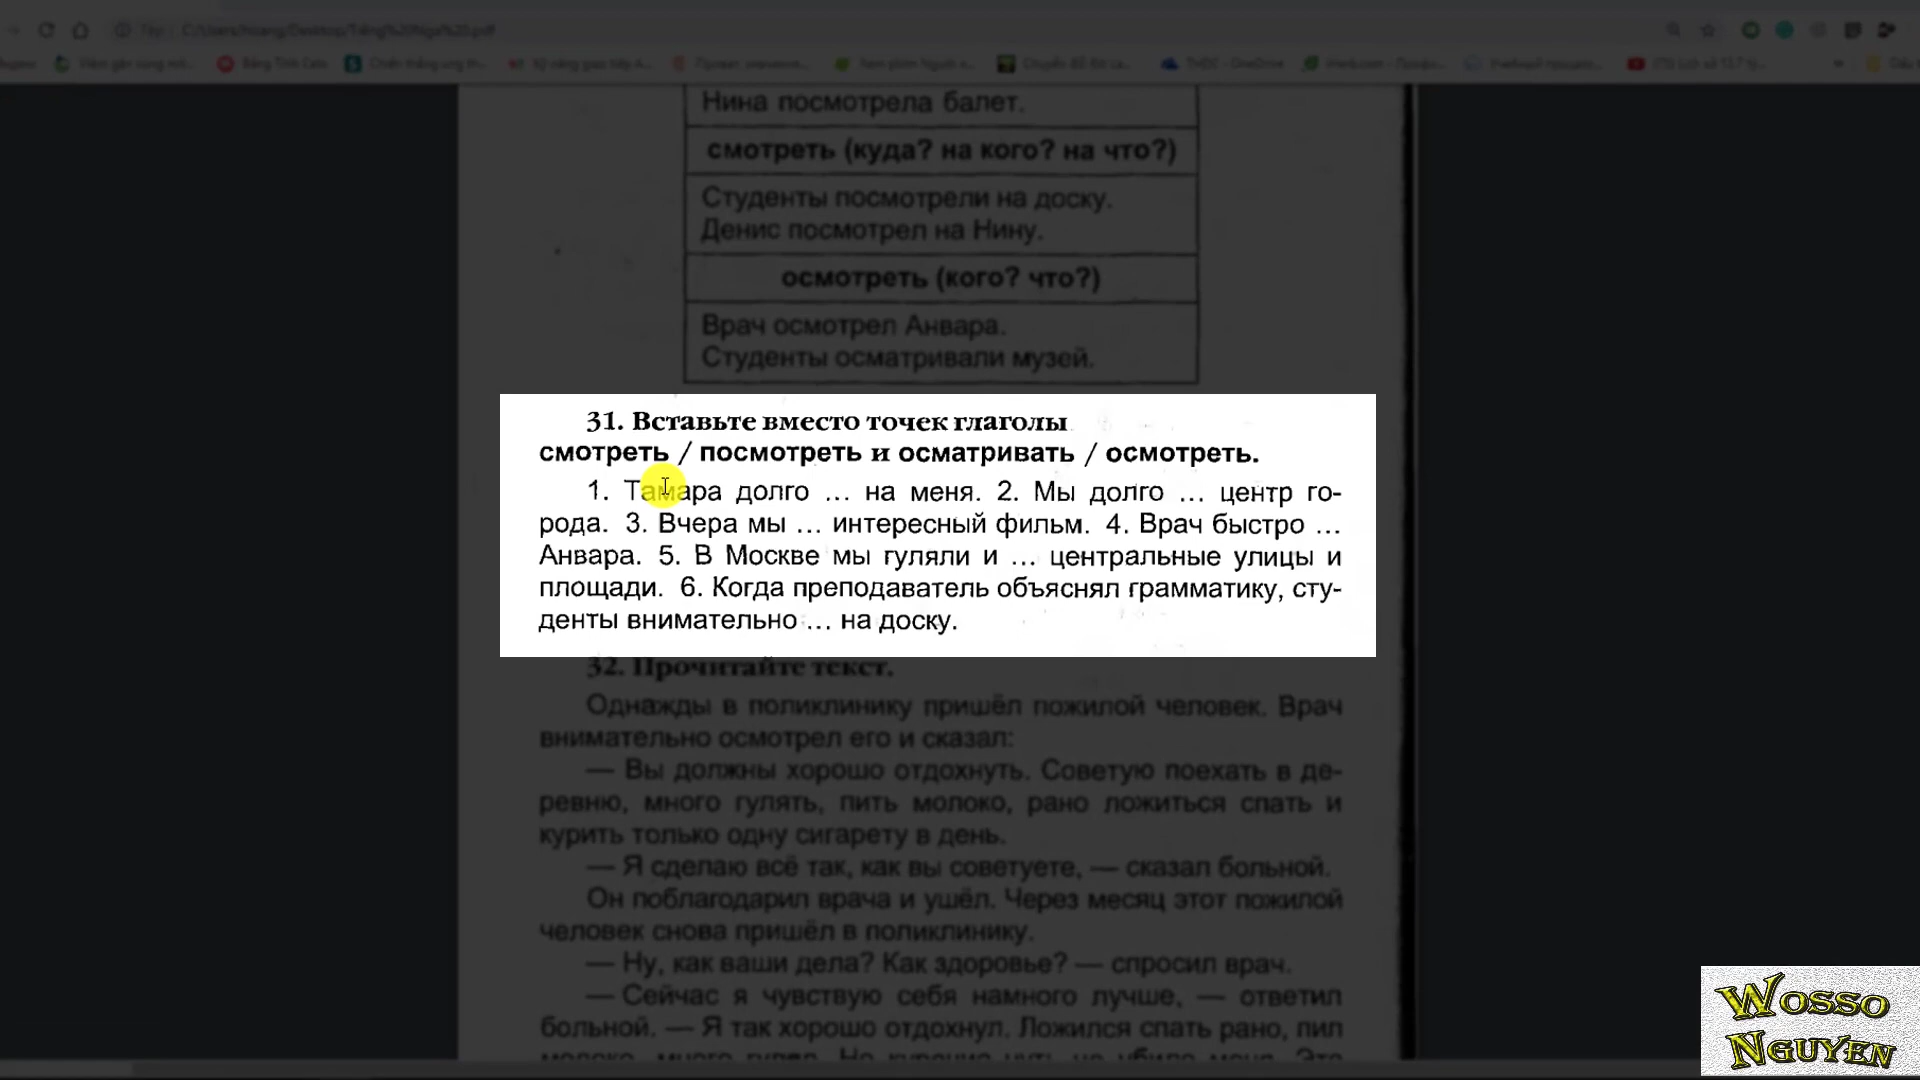 Нина посмотрела балет.
смотреть (куда? на кого? на что?)
Студенты посмотрели на доску.
Денис посмотрел на Нину.
осмотреть (кого? что?)
Врач осмотрел Анвара.
Студенты осматривали музей.
31. Вставьте вместо точек глаголы
смотреть / посмотреть и осматривать / осмотреть.
1. Тамара долго ... на меня. 2. Мы долго ... центр го-
рода. 3. Вчера мы ... интересный фильм. 4. Врач быстро ...
Анвара. 5. В Москве мы гуляли и ... центральные улицы и
площади. 6. Когда преподаватель объяснял грамматику, сту-
денты внимательно ... на доску.
32. Прочитайте текст.
Однажды в поликлинику пришёл пожилой человек. Врач
внимательно осмотрел его и сказал:
— Вы должны хорошо отдохнуть. Советую поехать в де-
ревню, много гулять, пить молоко, рано ложиться спать и
курить только одну сигарету в день.
— Я сделаю всё так, как вы советуете, — сказал больной.
Он поблагодарил врача и ушёл. Через месяц этот пожилой
человек снова пришёл в поликлинику.
— Ну, как ваши дела? Как здоровье? — спросил врач.
— Сейчас я чувствую себя намного лучше, — ответил
больной. — Я так хорошо отдохнул. Ложился спать рано, пил
Wosso
Nguyen